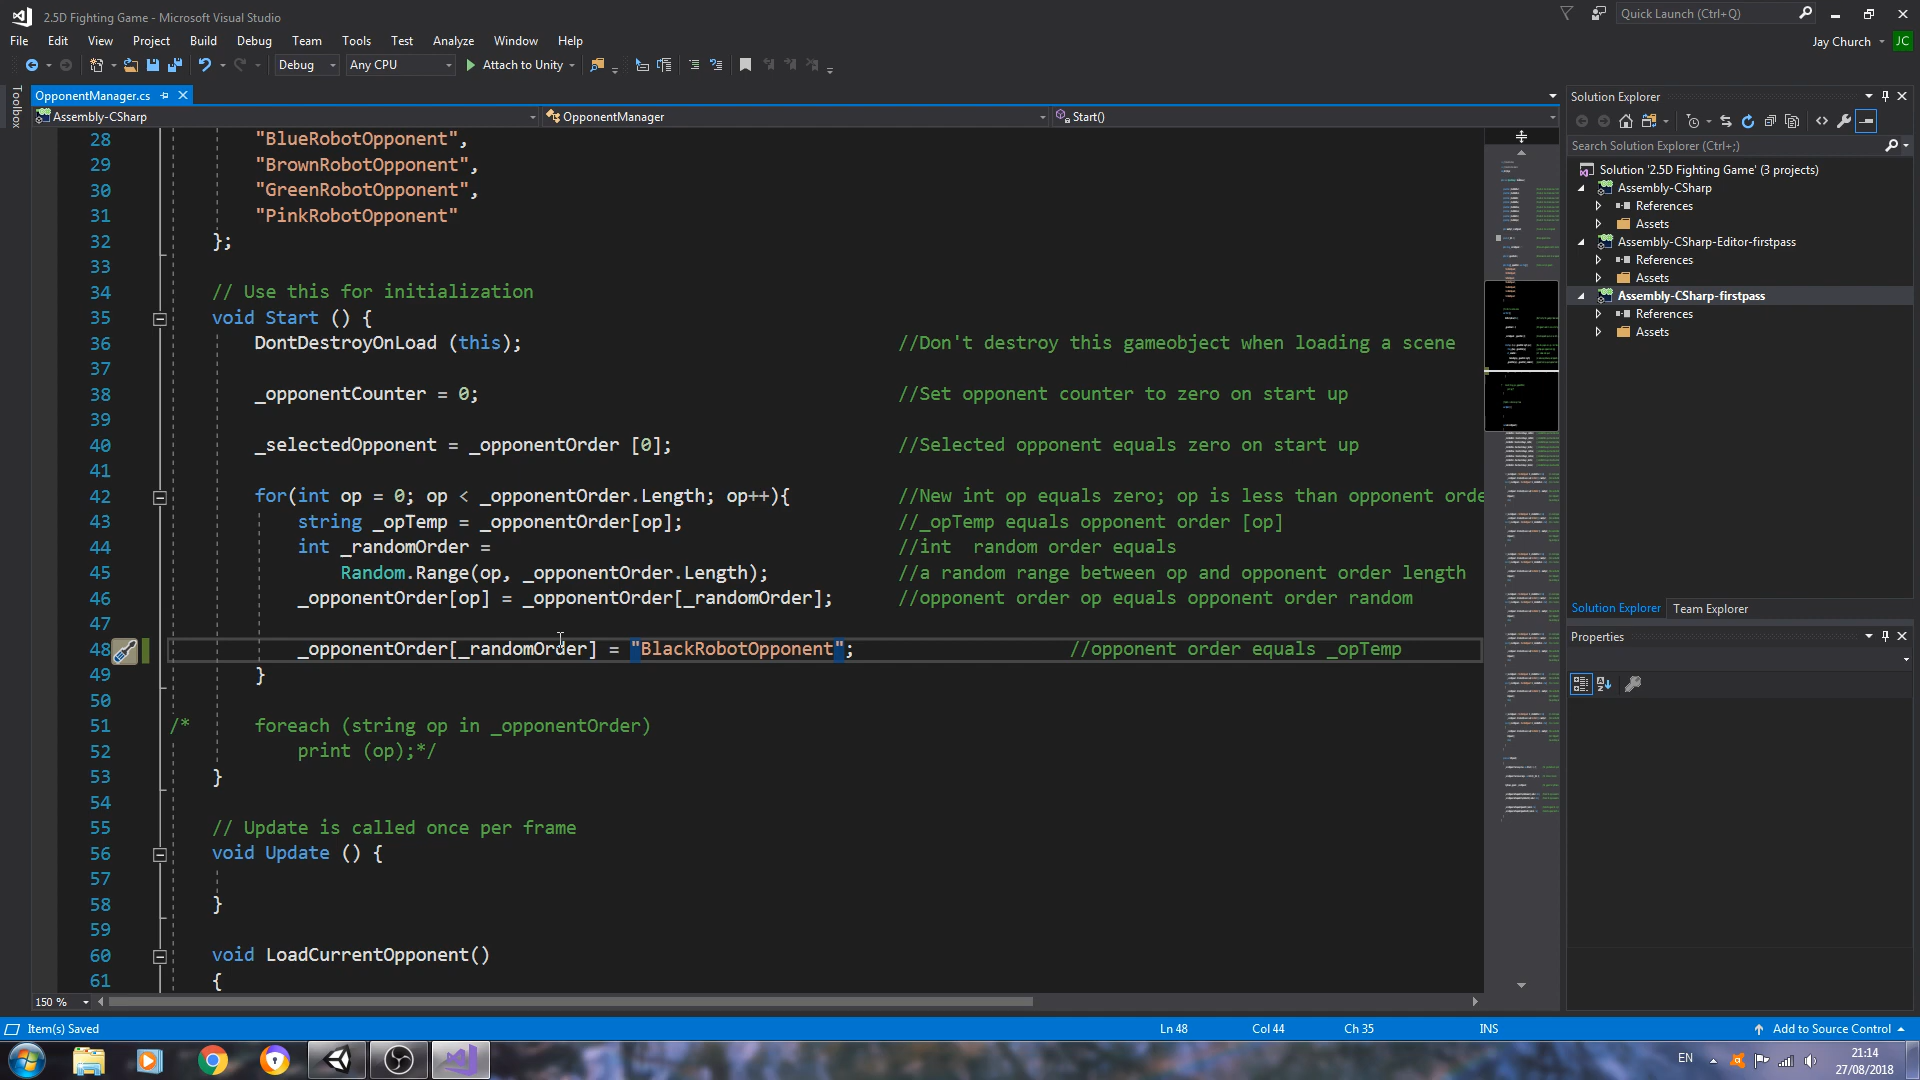 2.5D Fighting Game - Microsoft Visual Studio
Quick Launch (Ctrl+Q)
File Edit View Project Build Debug Team Tools Test Analyze Window Help
Jay Church JC
Debug Any CPU Attach to Unity
Toolbox
OpponentManager.cs
Assembly-CSharp OpponentManager Start()
28 "BlueRobotOpponent",
29 "BrownRobotOpponent",
30 "GreenRobotOpponent",
31 "PinkRobotOpponent"
32 };
33
34 // Use this for initialization
35 void Start () {
36 DontDestroyOnLoad (this); //Don't destroy this gameobject when loading a scene
37
38 _opponentCounter = 0; //Set opponent counter to zero on start up
39
40 _selectedOpponent = _opponentOrder [0]; //Selected opponent equals zero on start up
41
42 for(int op = 0; op < _opponentOrder.Length; op++){ //New int op equals zero; op is less than opponent orde
43 string _opTemp = _opponentOrder[op]; //_opTemp equals opponent order [op]
44 int _randomOrder = //int random order equals
45 Random.Range(op, _opponentOrder.Length); //a random range between op and opponent order length
46 _opponentOrder[op] = _opponentOrder[_randomOrder]; //opponent order op equals opponent order random
47
48 _opponentOrder[_randomOrder] = "BlackRobotOpponent"; //opponent order equals _opTemp
49 }
50
51 /* foreach (string op in _opponentOrder)
52 print (op);*/
53 }
54
55 // Update is called once per frame
56 void Update () {
57
58 }
59
60 void LoadCurrentOpponent()
61 {
150 %
Solution Explorer
Search Solution Explorer (Ctrl+;)
Solution '2.5D Fighting Game' (3 projects)
Assembly-CSharp
References
Assets
Assembly-CSharp-Editor-firstpass
References
Assets
Assembly-CSharp-firstpass
References
Assets
Solution Explorer Team Explorer
Properties
Item(s) Saved Ln 48 Col 44 Ch 35 INS Add to Source Control
EN 21:14
27/08/2018